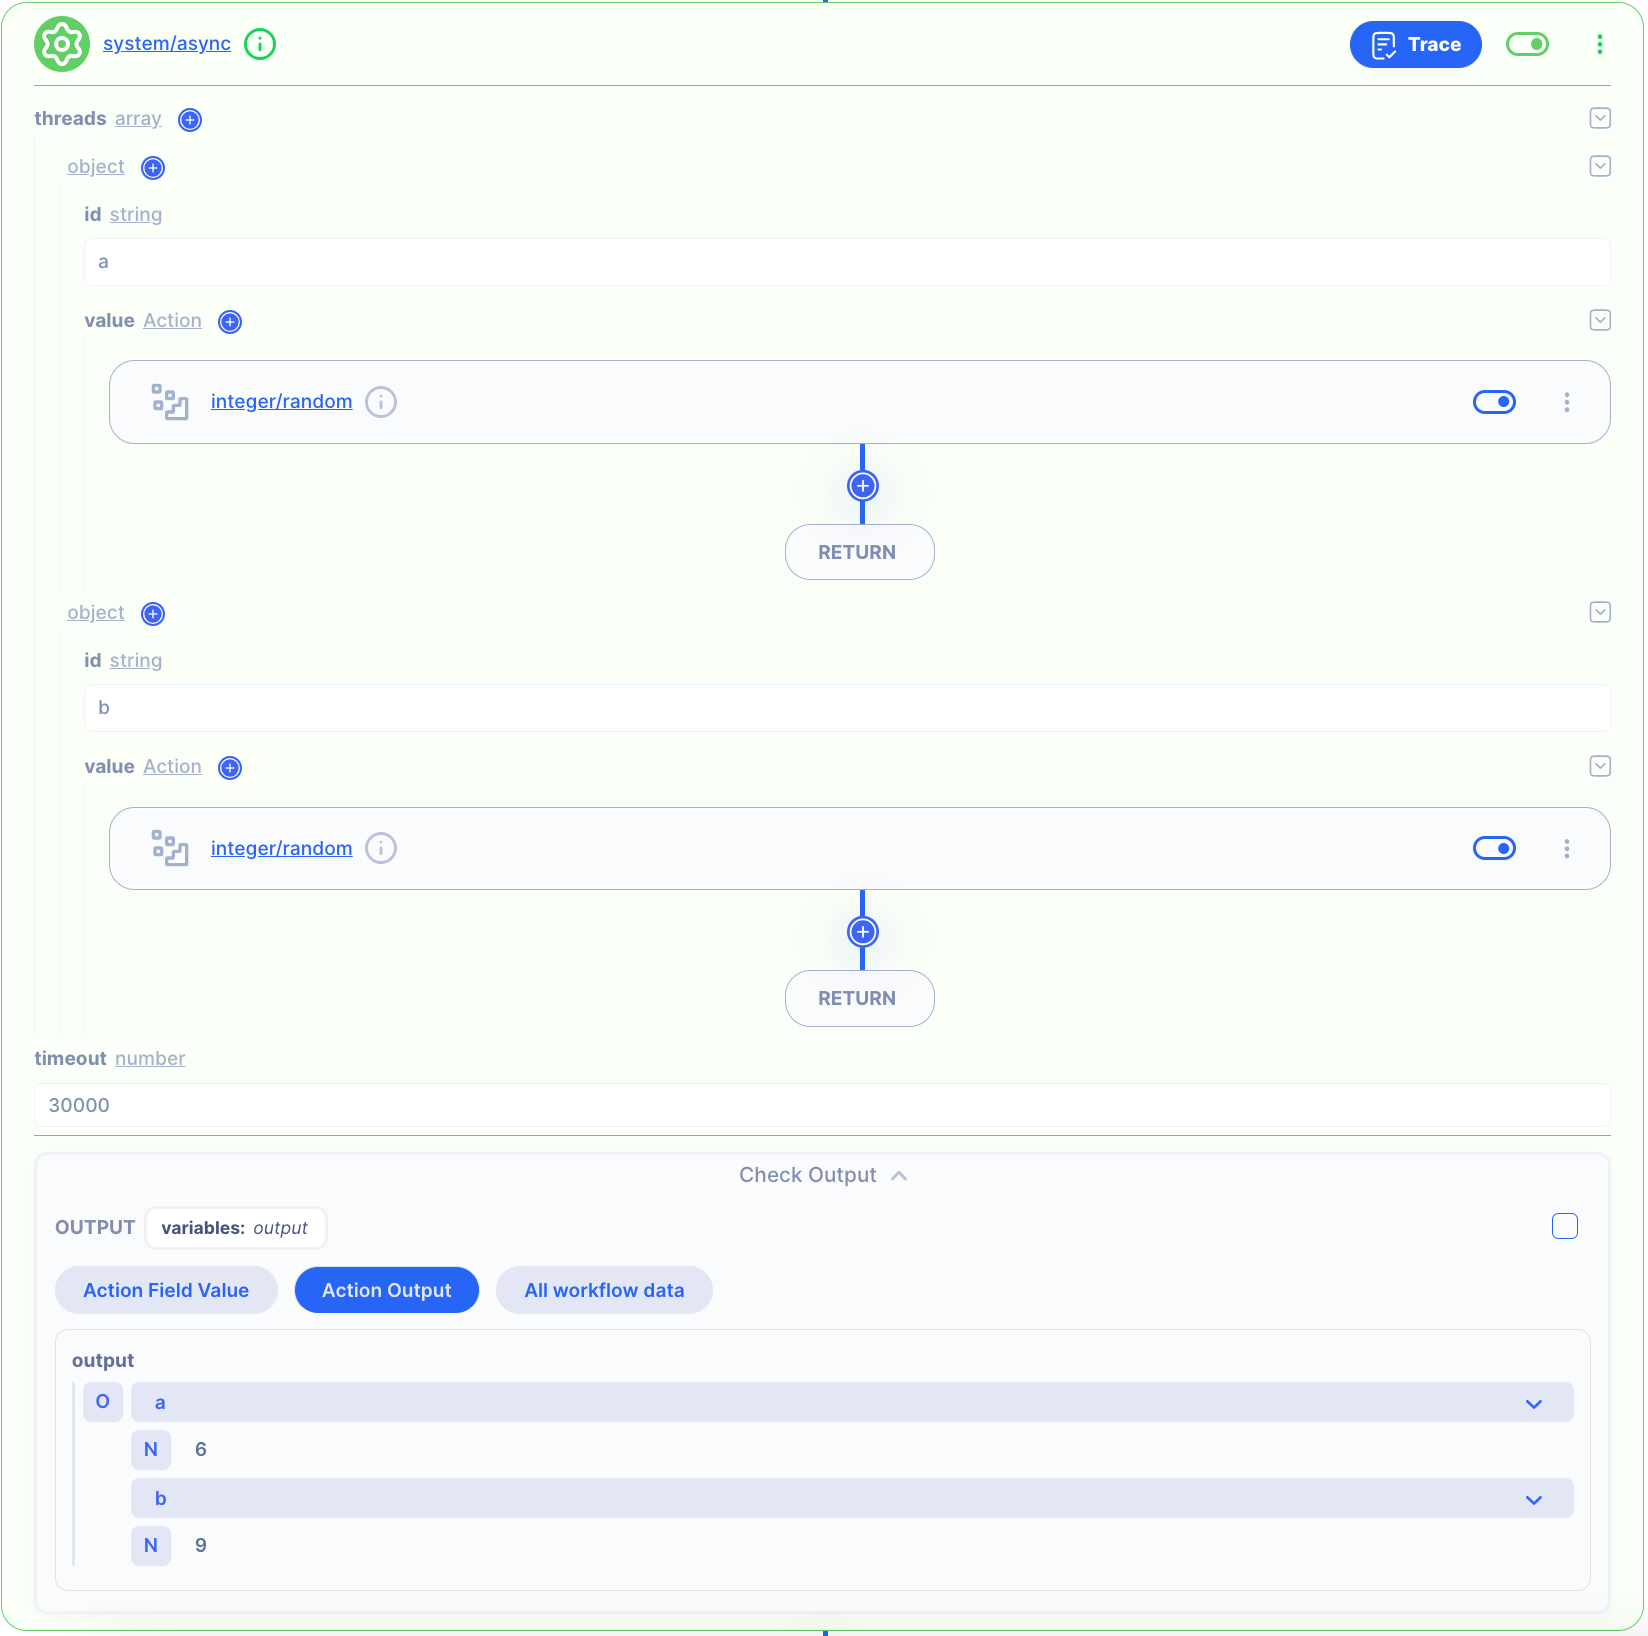 system/async
Trace
threads array
object
id string
a
value Action
integer/random
RETURN
object
id string
b
value Action
integer/random
RETURN
timeout number
30000
Check Output
OUTPUT variables: output
Action Field Value Action Output All workflow data
output
O a
N 6
b
N 9